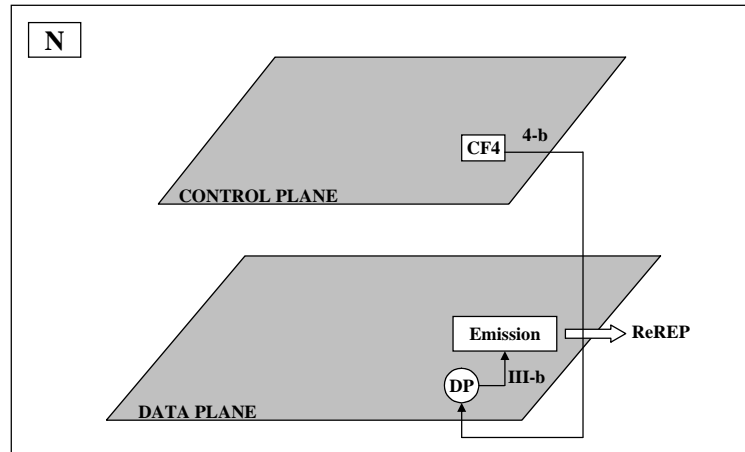 N
4-b
CF4
CONTROL PLANE
Emission
ReREP
DP
III-b
DATA PLANE